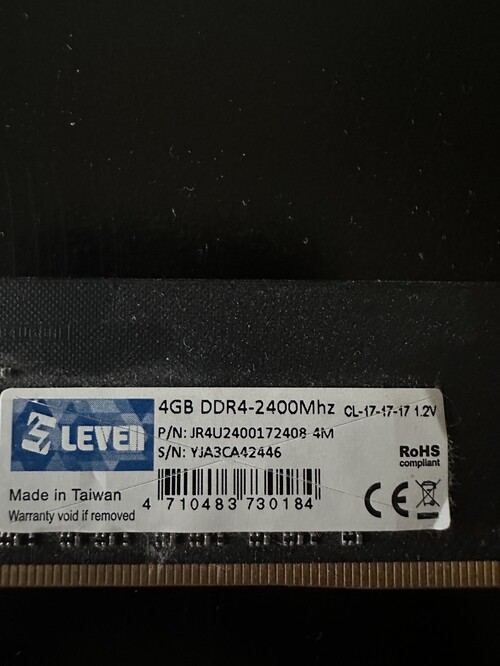 LEVEN
4GB DDR4-2400Mhz CL-17-17-17 1.2V
P/N: JR4U2400172408-4M
S/N: YJA3CA42446
RoHS
compliant
Made in Taiwan
Warranty void if removed
4 710483 730184
CE